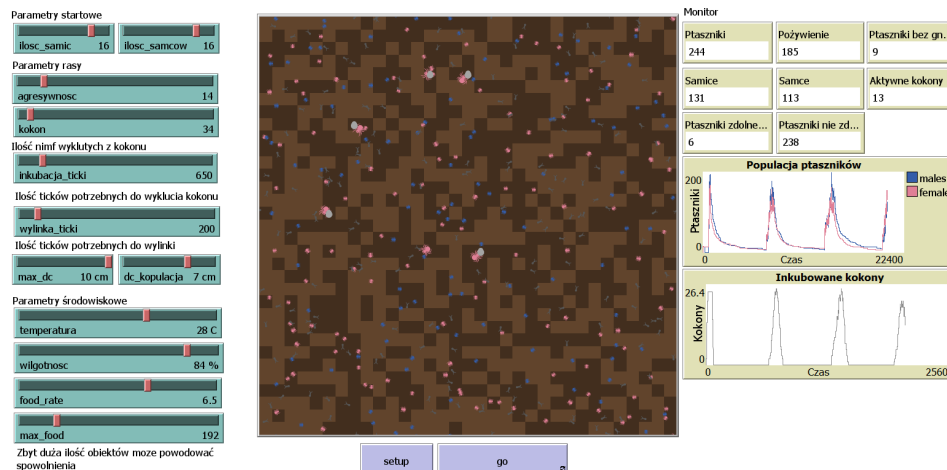 Parametry startowe
ilosc_samic 16
ilosc_samcow 16
Parametry rasy
agresywnosc 14
kokon 34
Ilość nimf wyklutych z kokonu
inkubacja_ticki 650
Ilość ticków potrzebnych do wyklucia kokonu
wylinka_ticki 200
Ilość ticków potrzebnych do wylinki
max_dc 10 cm
dc_kopulacja 7 cm
Parametry środowiskowe
temperatura 28 C
wilgotnosc 84 %
food_rate 6.5
max_food 192
Zbyt duża ilość obiektów moze powodować
spowolnienia
setup
go
Monitor
Ptaszniki
244
Pożywienie
185
Ptaszniki bez gn.
9
Samice
131
Samce
113
Aktywne kokony
13
Ptaszniki zdolne...
6
Ptaszniki nie zd...
238
Populacja ptaszników
200
Ptaszniki
0
0
Czas
22400
males
female
Inkubowane kokony
26.4
Kokony
0
0
Czas
2560